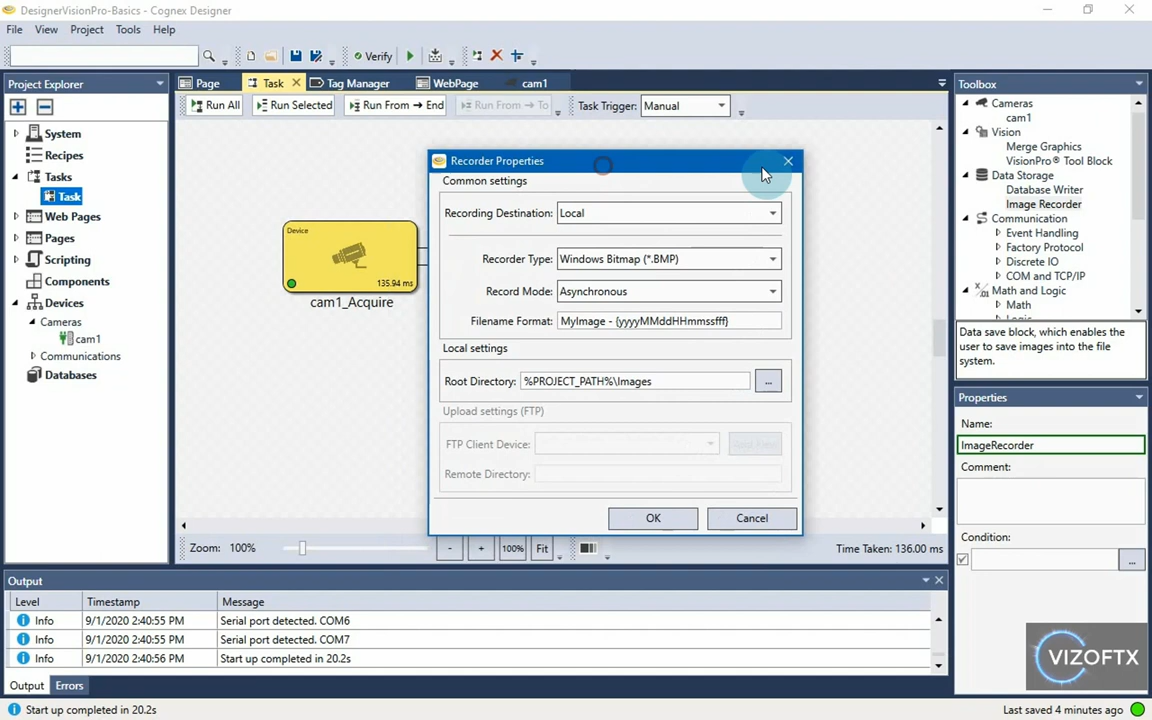 DesignerVisionPro-Basics - Cognex Designer
File View Project Tools Help
Verify
Project Explorer
Page Task Tag Manager WebPage cam1
Toolbox
Run All Run Selected Run From → End Run From → To Task Trigger: Manual
System
Recipes
Tasks
Task
Web Pages
Pages
Scripting
Components
Devices
Cameras
cam1
Communications
Databases
Device
135.94 ms
cam1_Acquire
Recorder Properties
Common settings
Recording Destination: Local
Recorder Type: Windows Bitmap (*.BMP)
Record Mode: Asynchronous
Filename Format: MyImage - {yyyyMMddHHmmssfff}
Local settings
Root Directory: %PROJECT_PATH%\Images ...
Upload settings (FTP)
FTP Client Device:
Remote Directory:
OK Cancel
Cameras
cam1
Vision
Merge Graphics
VisionPro® Tool Block
Data Storage
Database Writer
Image Recorder
Communication
Event Handling
Factory Protocol
Discrete IO
COM and TCP/IP
Math and Logic
Math
Data save block, which enables the
user to save images into the file
system.
Properties
Name:
ImageRecorder
Comment:
Condition:
...
Zoom: 100% - + 100% Fit Time Taken: 136.00 ms
Output
Level Timestamp Message
Info 9/1/2020 2:40:55 PM Serial port detected. COM6
Info 9/1/2020 2:40:55 PM Serial port detected. COM7
Info 9/1/2020 2:40:56 PM Start up completed in 20.2s
Output Errors
VIZOFTX
Start up completed in 20.2s Last saved 4 minutes ago